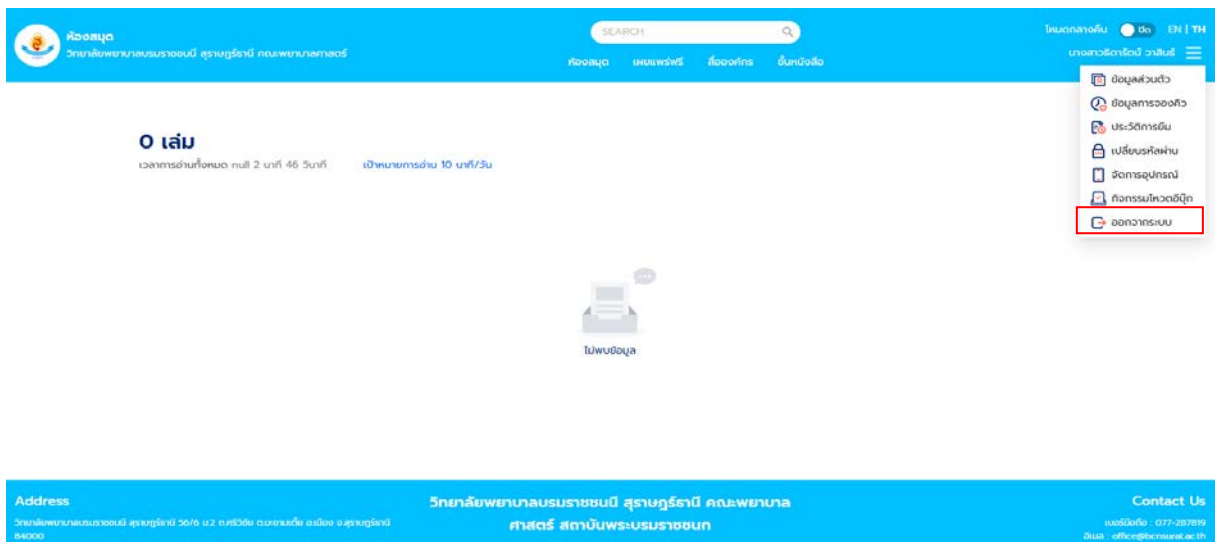 ห้องสมุด
วิทยาลัยพยาบาลบรมราชชนนี สุราษฎร์ธานี คณะพยาบาลศาสตร์
SEARCH
ห้องสมุด เผยแพร่ฟรี สื่อองค์กร ชั้นหนังสือ
โหมดกลางคืน ปิด EN | TH
นางสาวธิดารัตน์ วาสินธ์
ข้อมูลส่วนตัว
ข้อมูลการจองคิว
ประวัติการยืม
เปลี่ยนรหัสผ่าน
จัดการอุปกรณ์
กิจกรรมโหวตอีบุ๊ก
ออกจากระบบ
0 เล่ม
เวลาการอ่านทั้งหมด null 2 นาที 46 วินาที เป้าหมายการอ่าน 10 นาที/วัน
ไม่พบข้อมูล
Address
วิทยาลัยพยาบาลบรมราชชนนี สุราษฎร์ธานี 56/6 ม.2 ถ.ศรีวิชัย ต.มะขามเตี้ย อ.เมือง จ.สุราษฎร์ธานี
84000
วิทยาลัยพยาบาลบรมราชชนนี สุราษฎร์ธานี คณะพยาบาล
ศาสตร์ สถาบันพระบรมราชชนก
Contact Us
เบอร์มือถือ : 077-287819
อีเมล : office@bcnsurat.ac.th